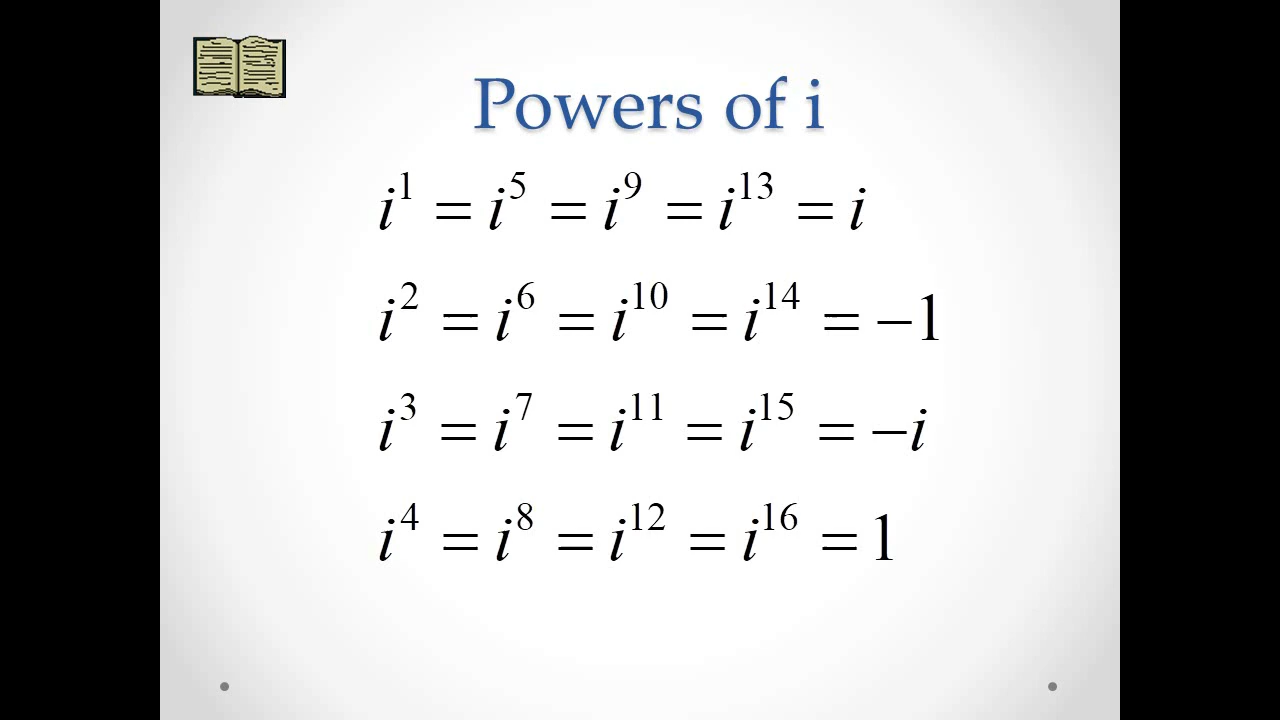 Powers of i
i¹ = i⁵ = i⁹ = i¹³ = i
i² = i⁶ = i¹⁰ = i¹⁴ = −1
i³ = i⁷ = i¹¹ = i¹⁵ = −i
i⁴ = i⁸ = i¹² = i¹⁶ = 1